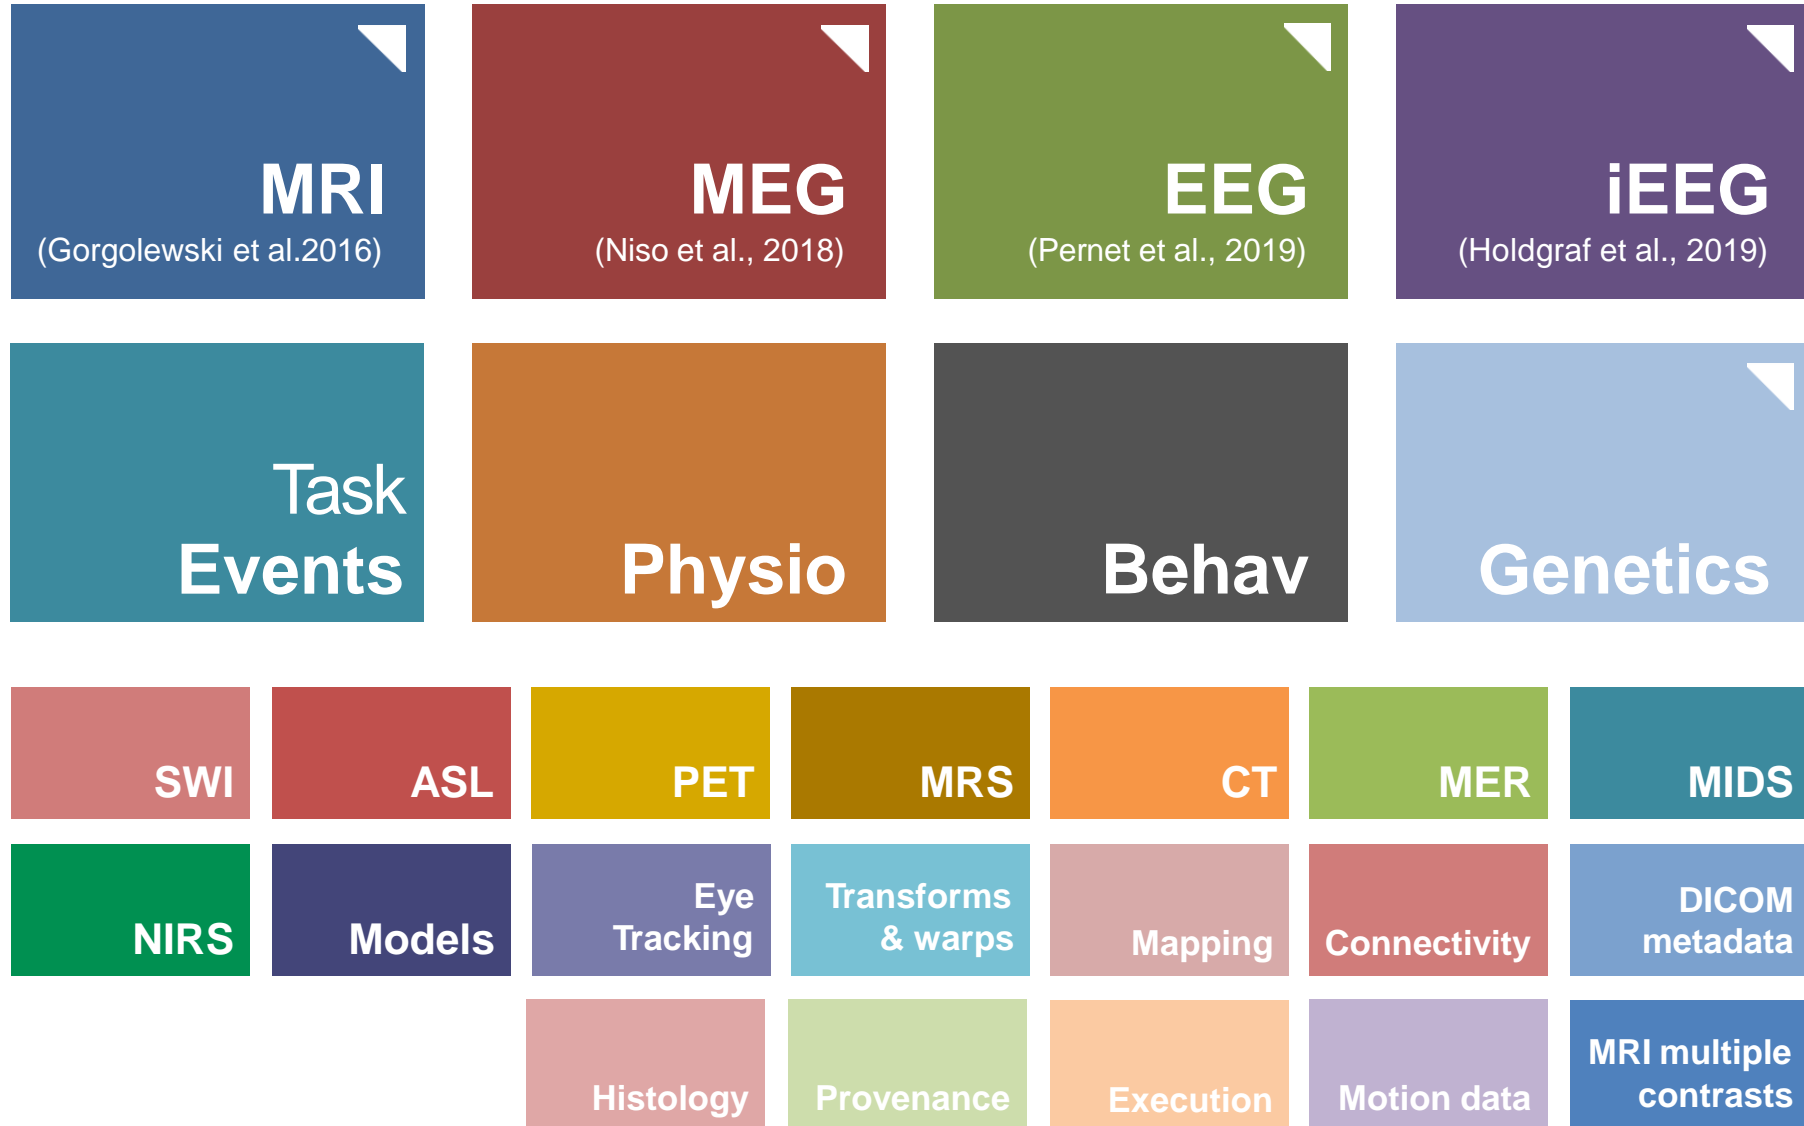 MRI
(Gorgolewski et al.2016)
MEG
(Niso et al., 2018)
EEG
(Pernet et al., 2019)
iEEG
(Holdgraf et al., 2019)
Task
Events
Physio
Behav
Genetics
SWI
ASL
PET
MRS
CT
MER
MIDS
NIRS
Models
Eye
Tracking
Transforms
& warps
Mapping
Connectivity
DICOM
metadata
Histology
Provenance
Execution
Motion data
MRI multiple
contrasts